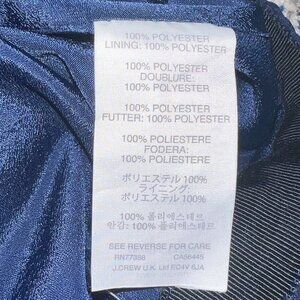 100% POLYESTER
LINING: 100% POLYESTER
100% POLYESTER
DOUBLURE:
100% POLYESTER
100% POLYESTER
FUTTER: 100% POLYESTER
100% POLIESTERE
FODERA:
100% POLIESTERE
ポリエステル 100%
ライニング:
ポリエステル 100%
100% 폴리에스테르
안감: 100% 폴리에스테르
SEE REVERSE FOR CARE
RN77388 CA56445
J.CREW U.K. Ltd EC4V 6JA